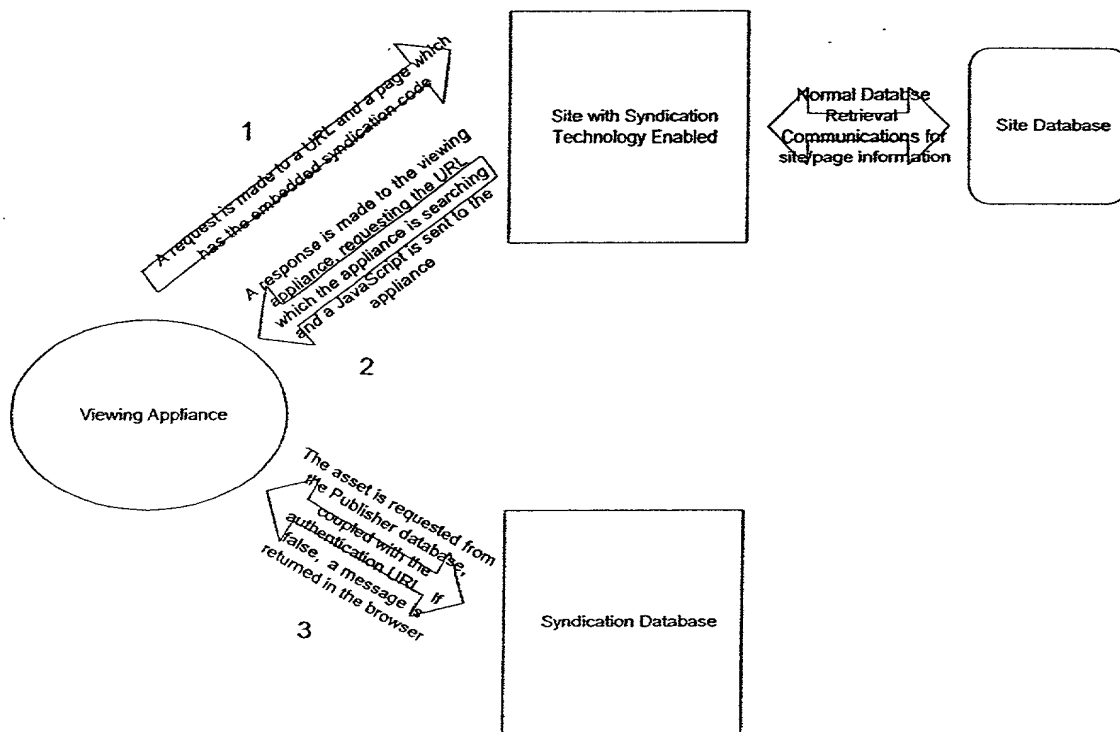 1
A request is made to a URL and a page which
has the embedded syndication code
Site with Syndication
Technology Enabled
Normal Databse
Retrieval
Communications for
site/page information
Site Database
A response is made to the viewing
appliance, requesting the URL
which the appliance is searching
and a JavaScript is sent to the
appliance
2
Viewing Appliance
The asset is requested from
the Publisher database,
coupled with the
authentication URL. If
false, a message is
returned in the browser
3
Syndication Database